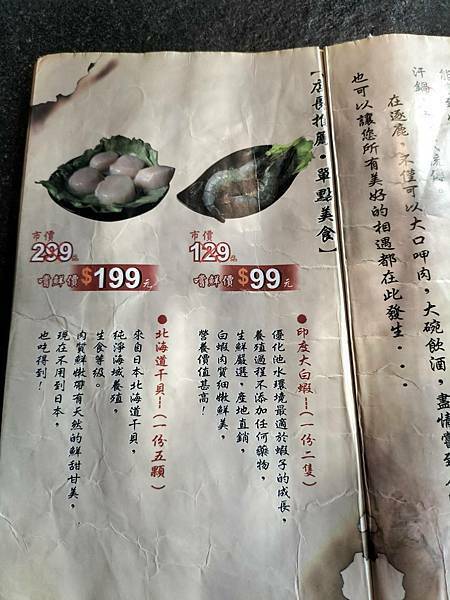 能
汗鍋
在逐鹿，不僅可以大口呷肉，大碗飲酒，盡情嘗
也可以讓您所有美好的相遇都在此發生...
【店長推薦•單點美食】
市價
129元
嚐鮮價$99元
●印度大白蝦--(一份二隻)
優化池水環境最適於蝦子的成長，
養殖過程不添加任何藥物，
生鮮嚴選，產地直銷，
白蝦肉質細嫩鮮美，
營養價值甚高！
市價
239元
嚐鮮價$199元
●北海道干貝--(一份五顆)
來自日本北海道干貝，
純淨海域養殖，
生食等級。
肉質鮮嫩帶有天然的鮮甜甘美，
現在不用到日本，
也吃得到！